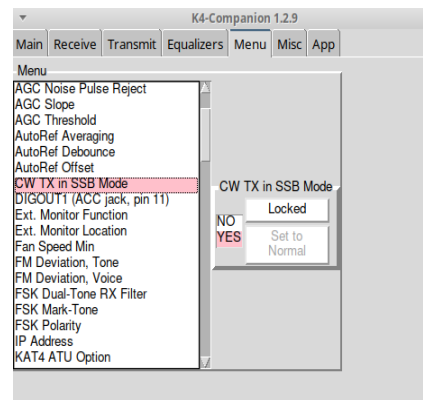 K4-Companion 1.2.9
Main Receive Transmit Equalizers Menu Misc App
Menu
AGC Noise Pulse Reject
AGC Slope
AGC Threshold
AutoRef Averaging
AutoRef Debounce
AutoRef Offset
CW TX in SSB Mode
DIGOUT1 (ACC jack, pin 11)
Ext. Monitor Function
Ext. Monitor Location
Fan Speed Min
FM Deviation, Tone
FM Deviation, Voice
FSK Dual-Tone RX Filter
FSK Mark-Tone
FSK Polarity
IP Address
KAT4 ATU Option
CW TX in SSB Mode
NO
YES
Locked
Set to
Normal